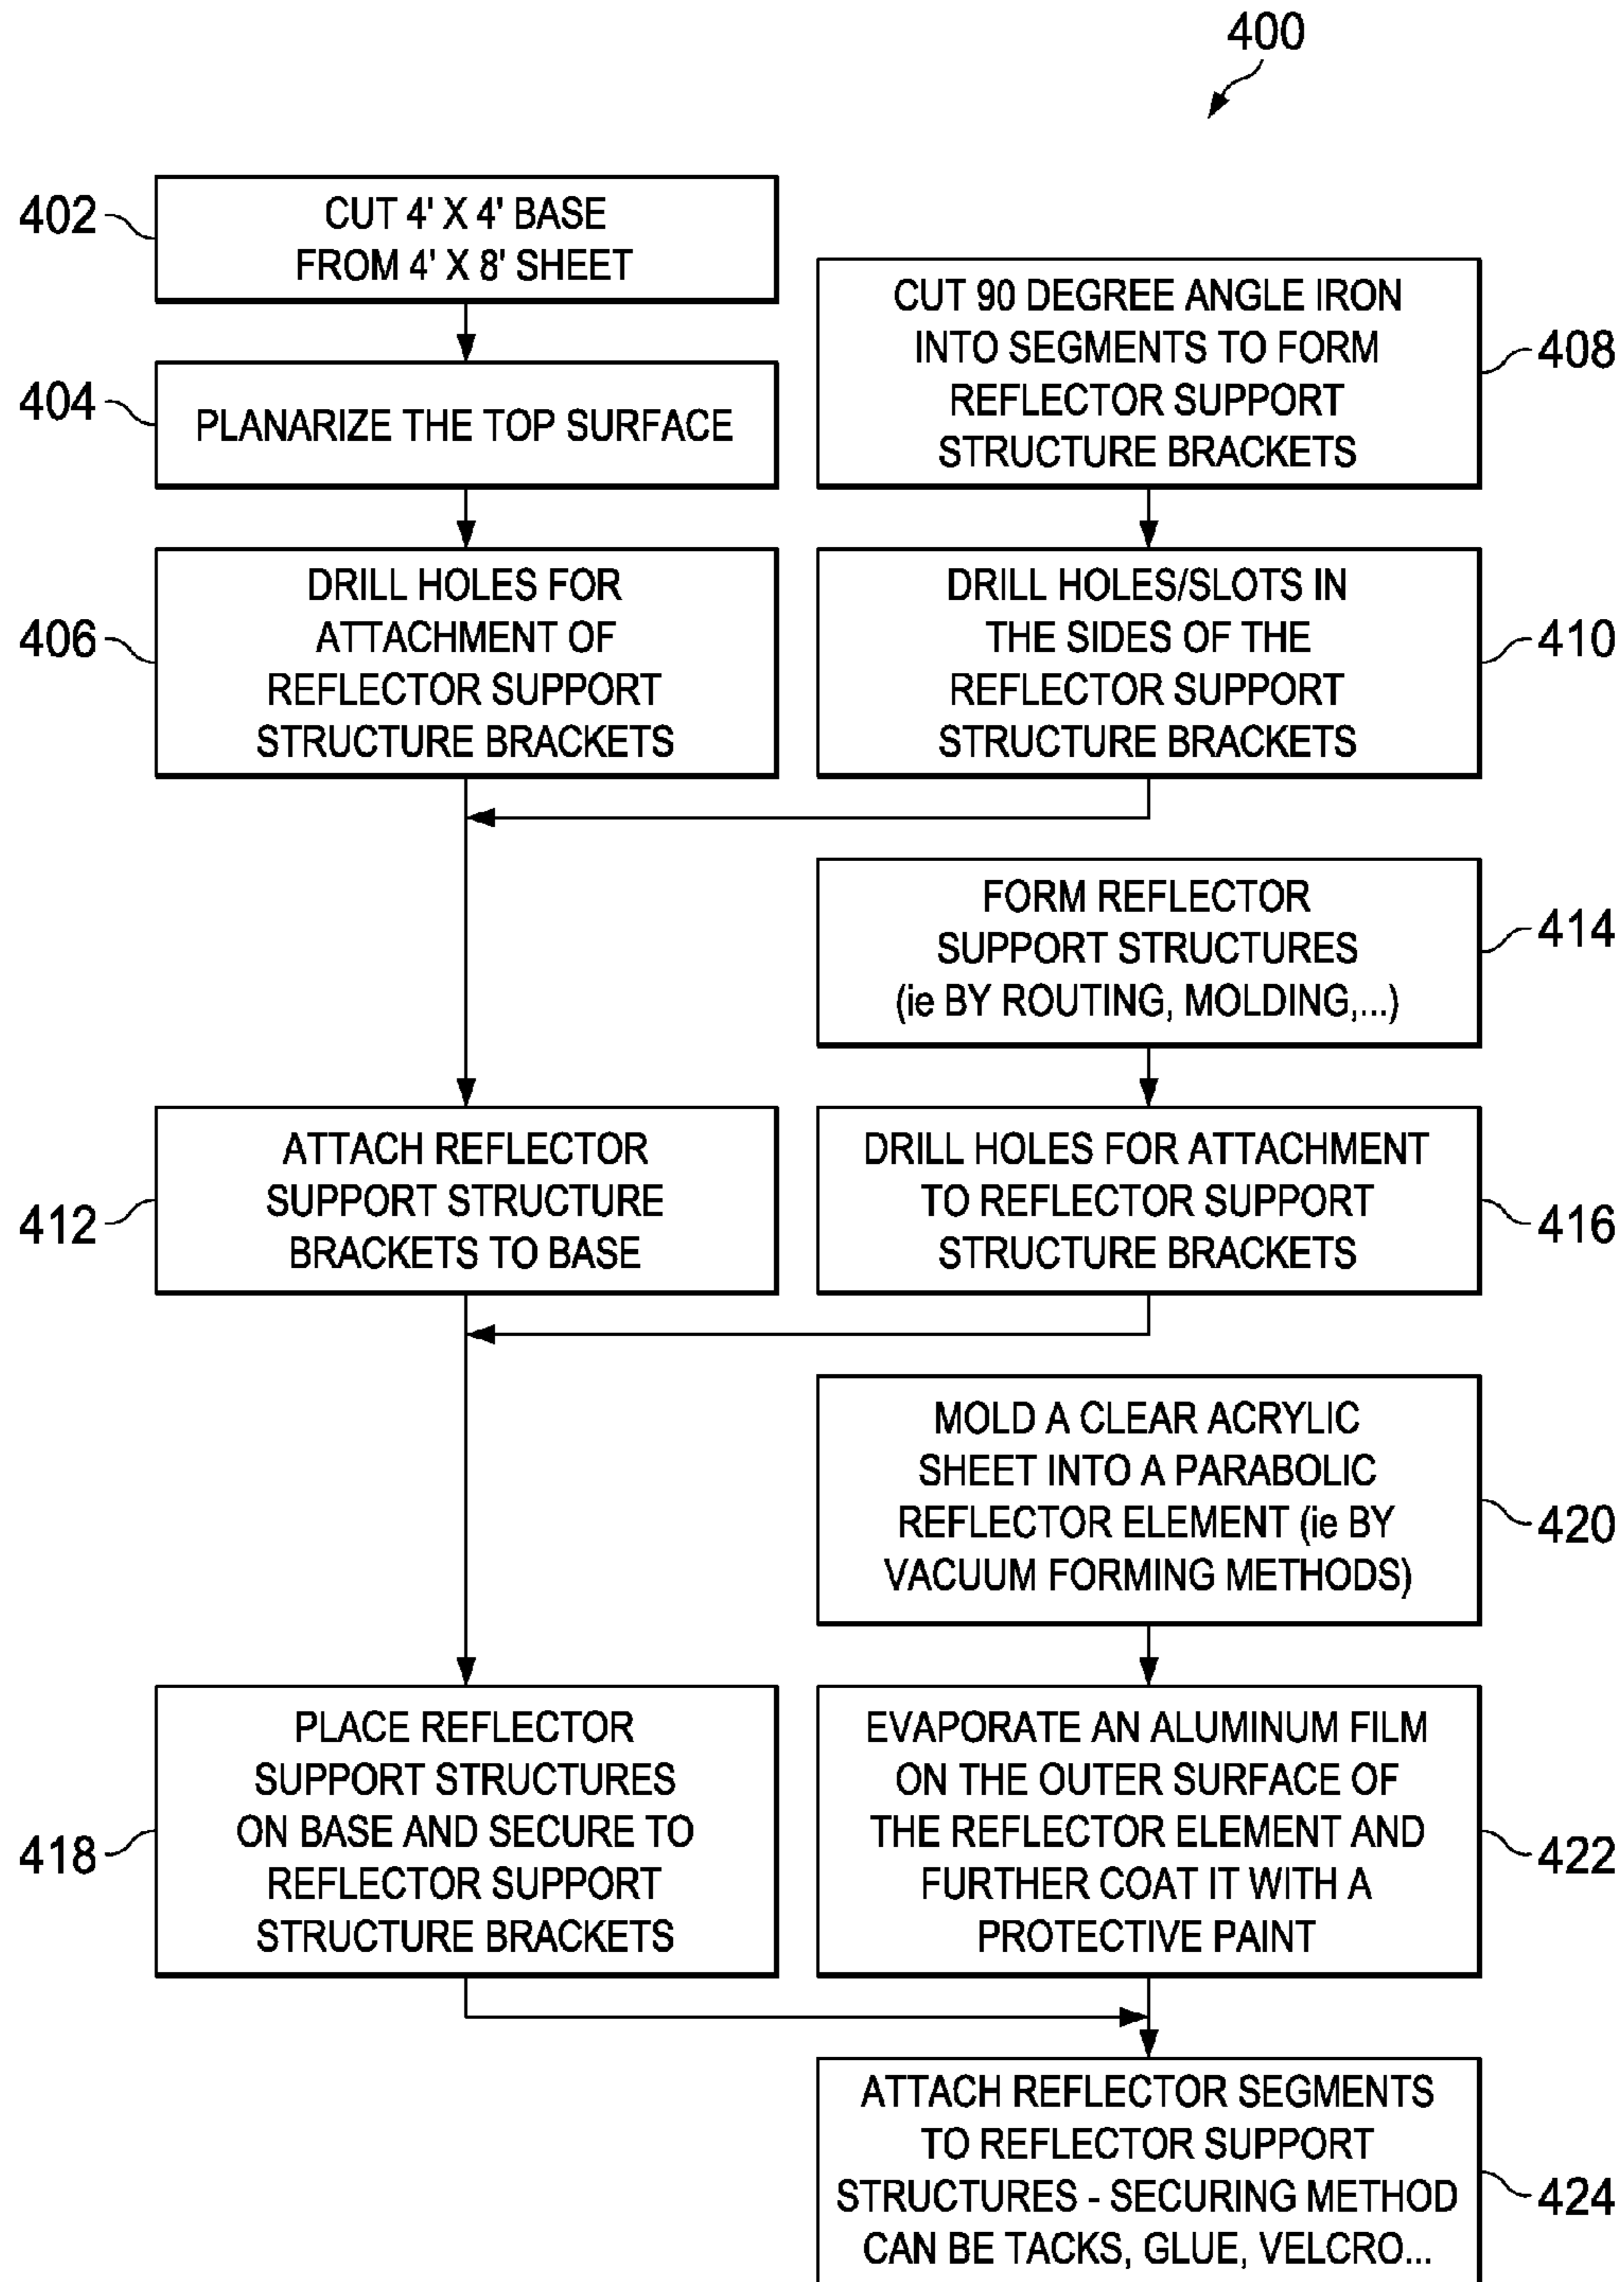 400
402
CUT 4' X 4' BASE
FROM 4' X 8' SHEET
404
PLANARIZE THE TOP SURFACE
406
DRILL HOLES FOR
ATTACHMENT OF
REFLECTOR SUPPORT
STRUCTURE BRACKETS
CUT 90 DEGREE ANGLE IRON
INTO SEGMENTS TO FORM
REFLECTOR SUPPORT
STRUCTURE BRACKETS
408
DRILL HOLES/SLOTS IN
THE SIDES OF THE
REFLECTOR SUPPORT
STRUCTURE BRACKETS
410
412
ATTACH REFLECTOR
SUPPORT STRUCTURE
BRACKETS TO BASE
FORM REFLECTOR
SUPPORT STRUCTURES
(ie BY ROUTING, MOLDING,...)
414
DRILL HOLES FOR ATTACHMENT
TO REFLECTOR SUPPORT
STRUCTURE BRACKETS
416
418
PLACE REFLECTOR
SUPPORT STRUCTURES
ON BASE AND SECURE TO
REFLECTOR SUPPORT
STRUCTURE BRACKETS
MOLD A CLEAR ACRYLIC
SHEET INTO A PARABOLIC
REFLECTOR ELEMENT (ie BY
VACUUM FORMING METHODS)
420
EVAPORATE AN ALUMINUM FILM
ON THE OUTER SURFACE OF
THE REFLECTOR ELEMENT AND
FURTHER COAT IT WITH A
PROTECTIVE PAINT
422
ATTACH REFLECTOR SEGMENTS
TO REFLECTOR SUPPORT
STRUCTURES - SECURING METHOD
CAN BE TACKS, GLUE, VELCRO...
424